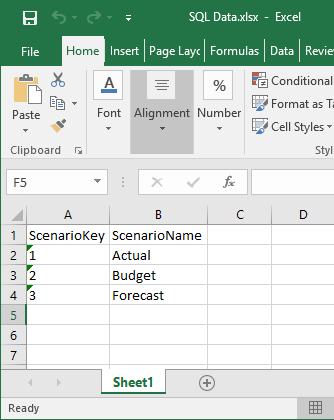 SQL Data.xlsx - Excel
File Home Insert Page Layc Formulas Data Review
Paste Font Alignment % Number Conditional
Format as Ta
Cell Styles
Clipboard Styl
F5 fx
A B C D
1 ScenarioKey ScenarioName
2 1 Actual
3 2 Budget
4 3 Forecast
5
6
7
Sheet1
Ready